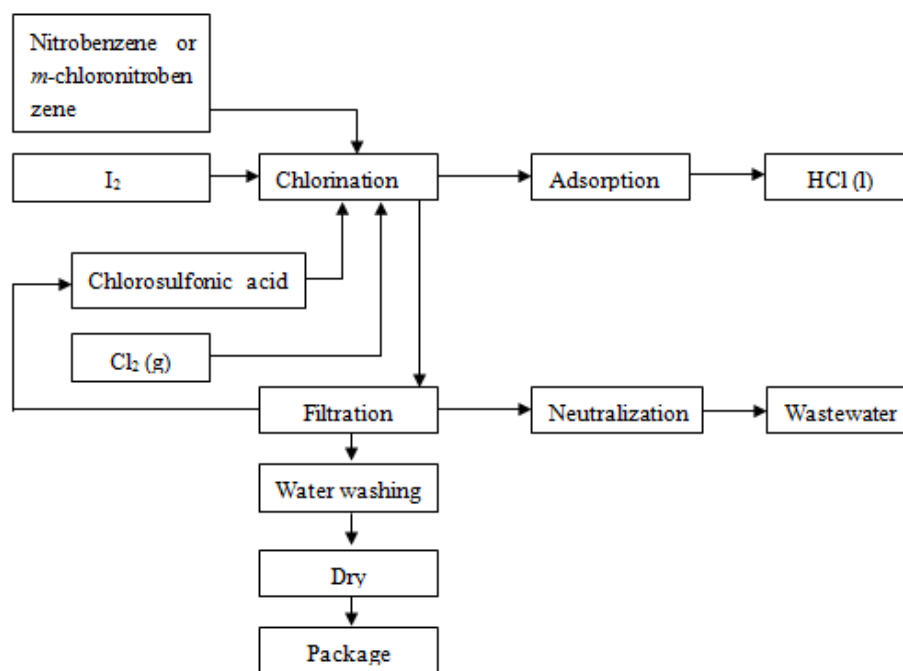 Nitrobenzene or
m-chloronitroben
zene
I₂
Chlorination
Adsorption
HCl (l)
Chlorosulfonic acid
Cl₂ (g)
Filtration
Neutralization
Wastewater
Water washing
Dry
Package